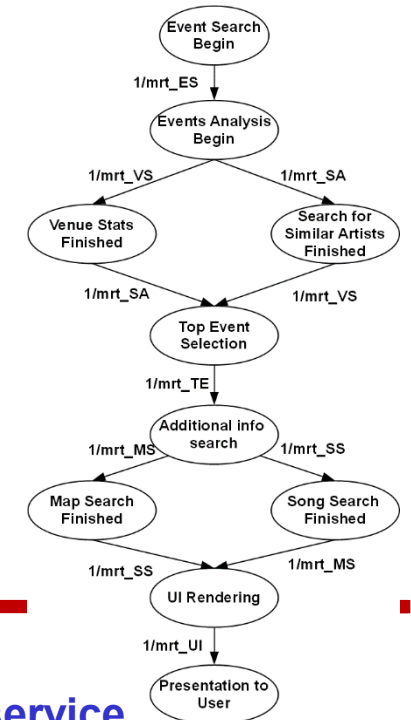 Event Search
Begin
1/mrt_ES
Events Analysis
Begin
1/mrt_VS
1/mrt_SA
Venue Stats
Finished
Search for
Similar Artists
Finished
1/mrt_SA
1/mrt_VS
Top Event
Selection
1/mrt_TE
Additional info
search
1/mrt_MS
1/mrt_SS
Map Search
Finished
Song Search
Finished
1/mrt_SS
1/mrt_MS
UI Rendering
1/mrt_UI
Presentation to
User
service